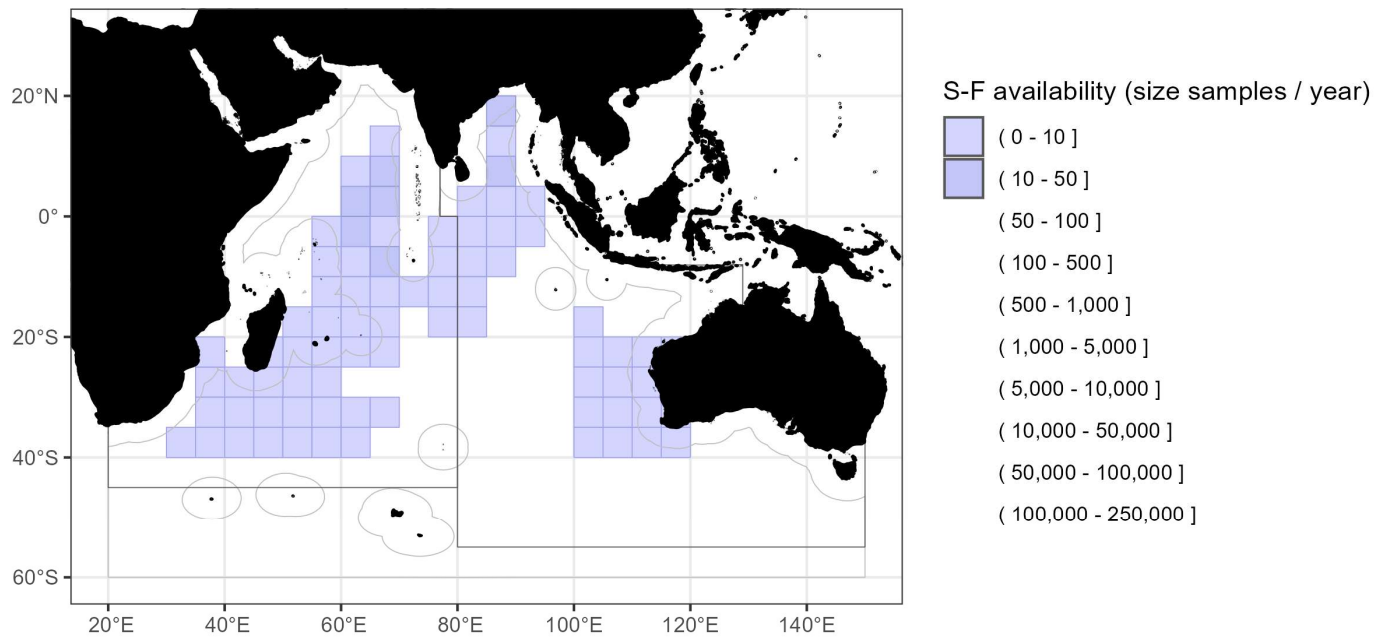 S-F availability (size samples / year)
( 0 - 10 ]
( 10 - 50 ]
( 50 - 100 ]
( 100 - 500 ]
( 500 - 1,000 ]
( 1,000 - 5,000 ]
( 5,000 - 10,000 ]
( 10,000 - 50,000 ]
( 50,000 - 100,000 ]
( 100,000 - 250,000 ]
20°N
0°
20°S
40°S
60°S
20°E 40°E 60°E 80°E 100°E 120°E 140°E